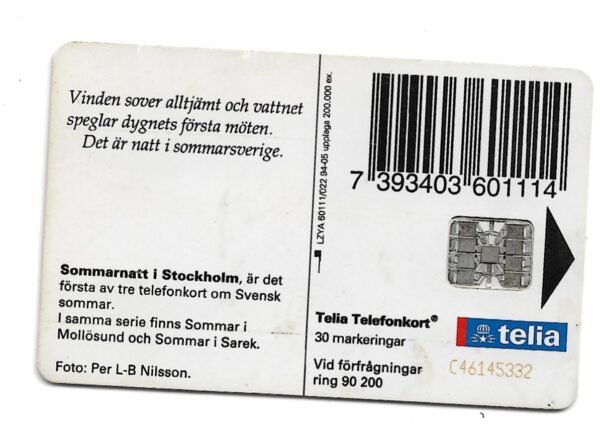 Vinden sover alltjämt och vattnet
speglar dygnets första möten.
Det är natt i sommarsverige.
Sommarnatt i Stockholm, är det
första av tre telefonkort om Svensk
sommar.
I samma serie finns Sommar i
Mollösund och Sommar i Sarek.
Foto: Per L-B Nilsson.
LZYA 60111/022 94-05 upplaga 200.000 ex.
7 393403 601114
Telia Telefonkort®
30 markeringar
Vid förfrågningar
ring 90 200
telia
C46145332